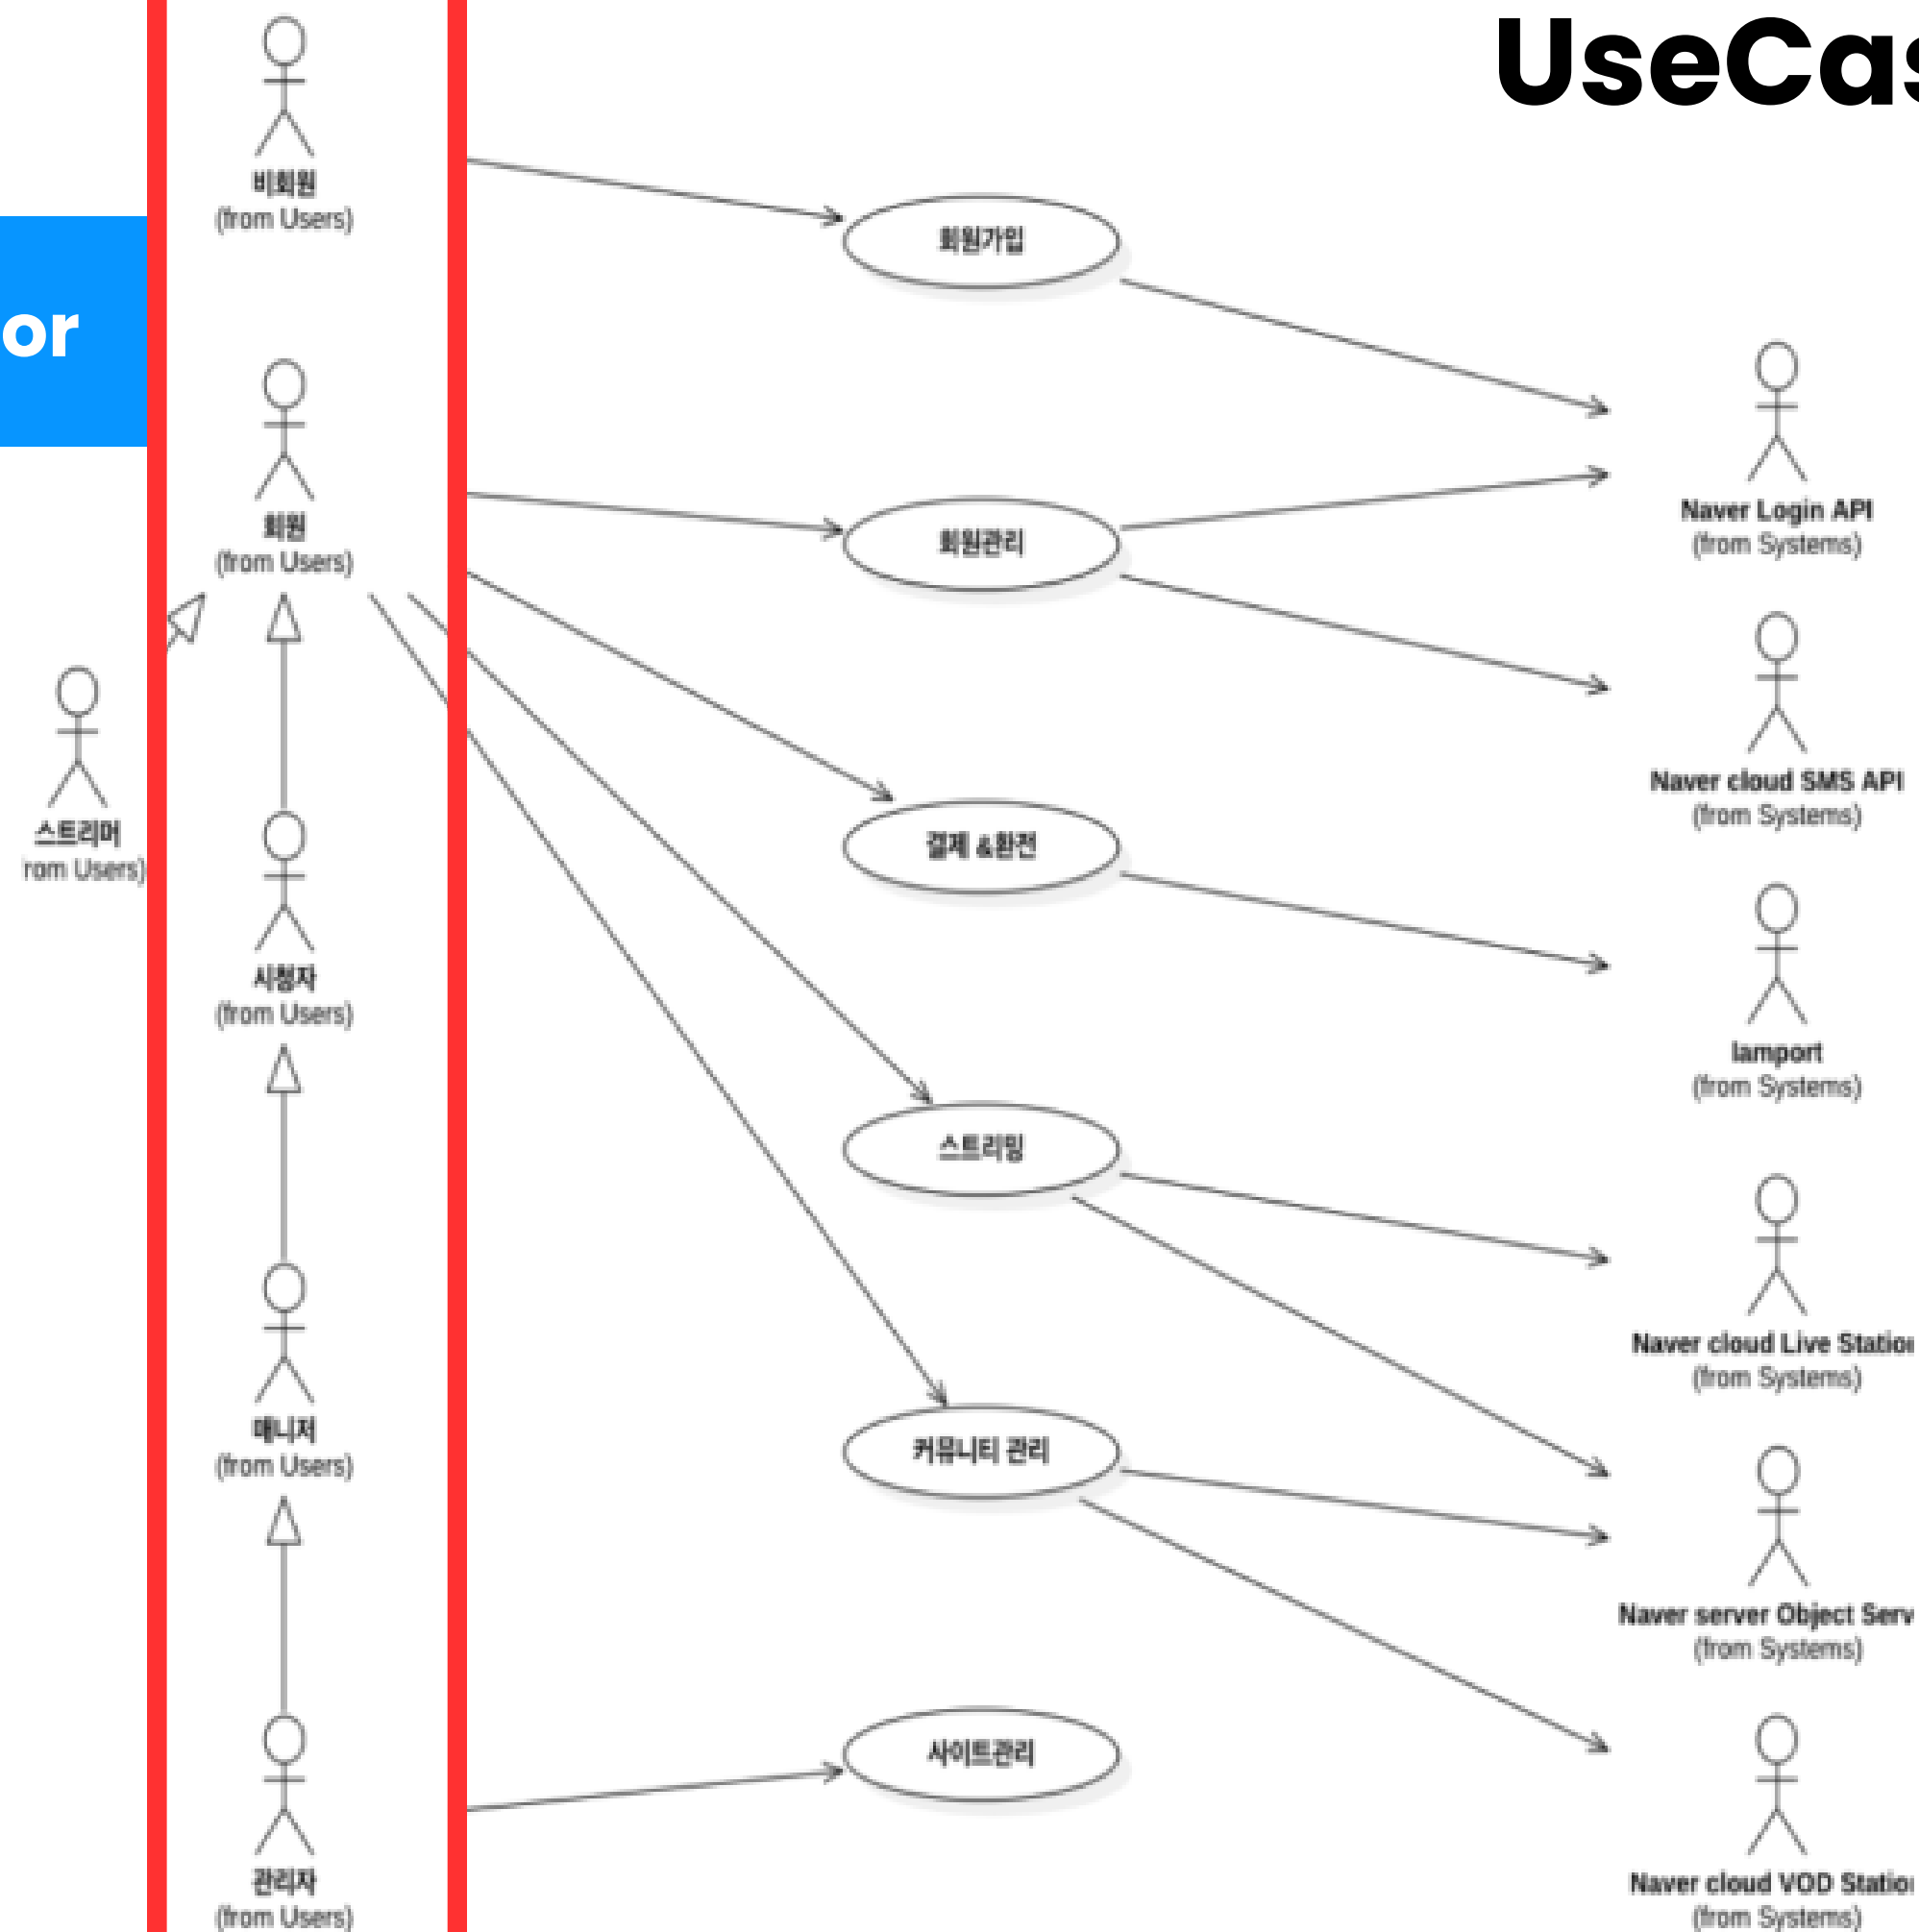 UseCas
or
비회원
(from Users)
회원
(from Users)
스트리머
rom Users)
시청자
(from Users)
매니저
(from Users)
관리자
(from Users)
회원가입
회원관리
결제 &환전
스트리밍
커뮤니티 관리
사이트관리
Naver Login API
(from Systems)
Naver cloud SMS API
(from Systems)
Iamport
(from Systems)
Naver cloud Live Station
(from Systems)
Naver server Object Serv
(from Systems)
Naver cloud VOD Station
(from Systems)